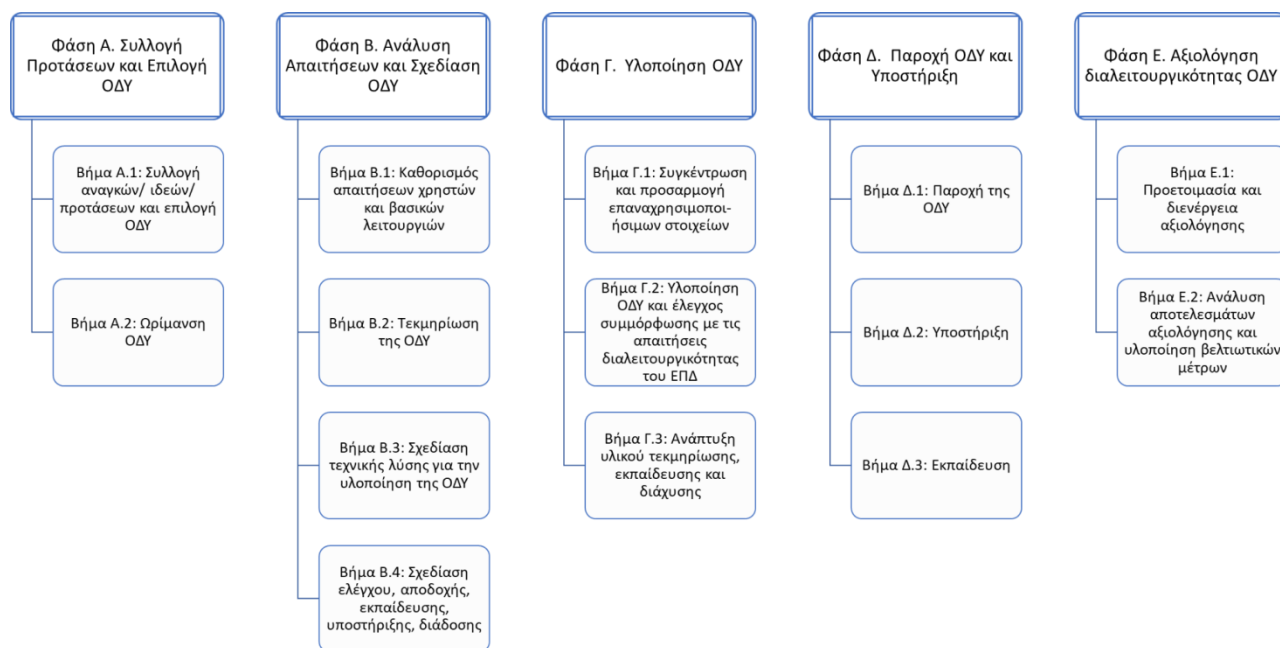 Φάση Α. Συλλογή
Προτάσεων και Επιλογή
ΟΔΥ
Βήμα Α.1: Συλλογή
αναγκών/ ιδεών/
προτάσεων και επιλογή
ΟΔΥ
Βήμα Α.2: Ωρίμανση
ΟΔΥ
Φάση Β. Ανάλυση
Απαιτήσεων και Σχεδίαση
ΟΔΥ
Βήμα Β.1: Καθορισμός
απαιτήσεων χρηστών
και βασικών
λειτουργιών
Βήμα Β.2: Τεκμηρίωση
της ΟΔΥ
Βήμα Β.3: Σχεδίαση
τεχνικής λύσης για την
υλοποίηση της ΟΔΥ
Βήμα Β.4: Σχεδίαση
ελέγχου, αποδοχής,
εκπαίδευσης,
υποστήριξης, διάδοσης
Φάση Γ. Υλοποίηση ΟΔΥ
Βήμα Γ.1: Συγκέντρωση
και προσαρμογή
επαναχρησιμοποι-
ήσιμων στοιχείων
Βήμα Γ.2: Υλοποίηση
ΟΔΥ και έλεγχος
συμμόρφωσης με τις
απαιτήσεις
διαλειτουργικότητας
του ΕΠΔ
Βήμα Γ.3: Ανάπτυξη
υλικού τεκμηρίωσης,
εκπαίδευσης και
διάχυσης
Φάση Δ. Παροχή ΟΔΥ και
Υποστήριξη
Βήμα Δ.1: Παροχή της
ΟΔΥ
Βήμα Δ.2: Υποστήριξη
Βήμα Δ.3: Εκπαίδευση
Φάση Ε. Αξιολόγηση
διαλειτουργικότητας ΟΔΥ
Βήμα Ε.1:
Προετοιμασία και
διενέργεια
αξιολόγησης
Βήμα Ε.2: Ανάλυση
αποτελεσμάτων
αξιολόγησης και
υλοποίηση βελτιωτικών
μέτρων